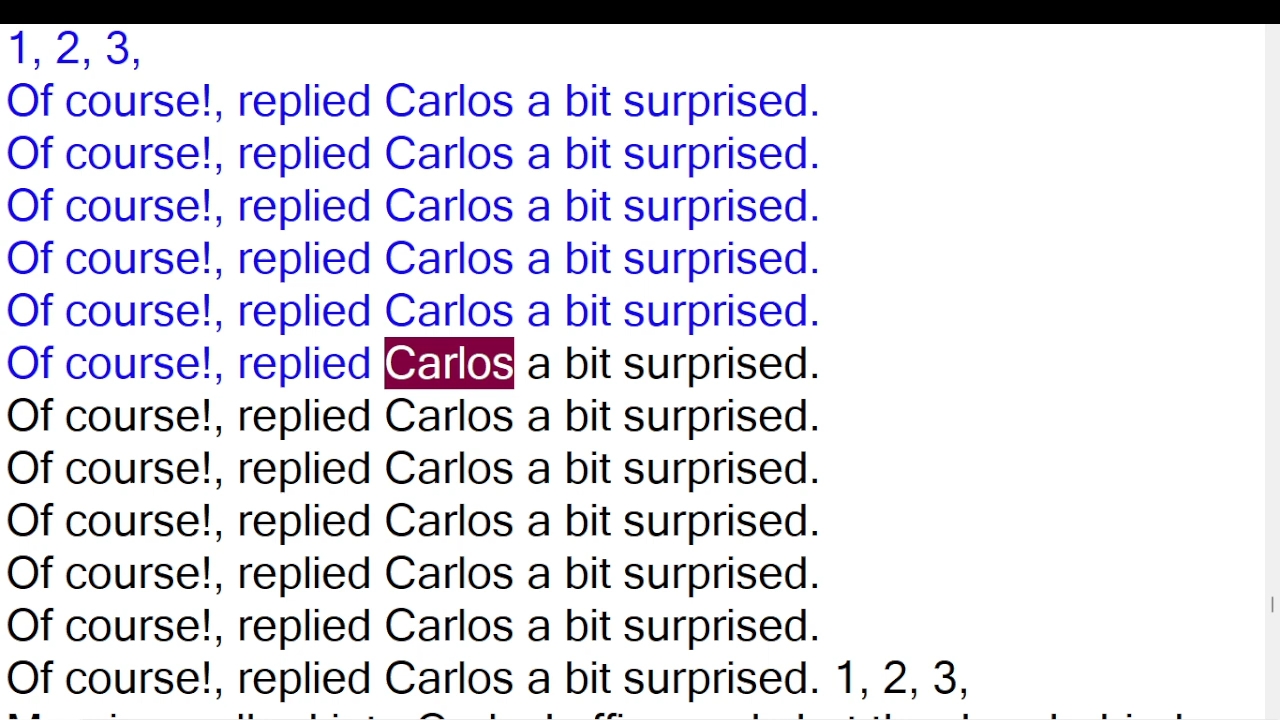 1, 2, 3,
Of course!, replied Carlos a bit surprised.
Of course!, replied Carlos a bit surprised.
Of course!, replied Carlos a bit surprised.
Of course!, replied Carlos a bit surprised.
Of course!, replied Carlos a bit surprised.
Of course!, replied Carlos a bit surprised.
Of course!, replied Carlos a bit surprised.
Of course!, replied Carlos a bit surprised.
Of course!, replied Carlos a bit surprised.
Of course!, replied Carlos a bit surprised.
Of course!, replied Carlos a bit surprised.
Of course!, replied Carlos a bit surprised. 1, 2, 3,